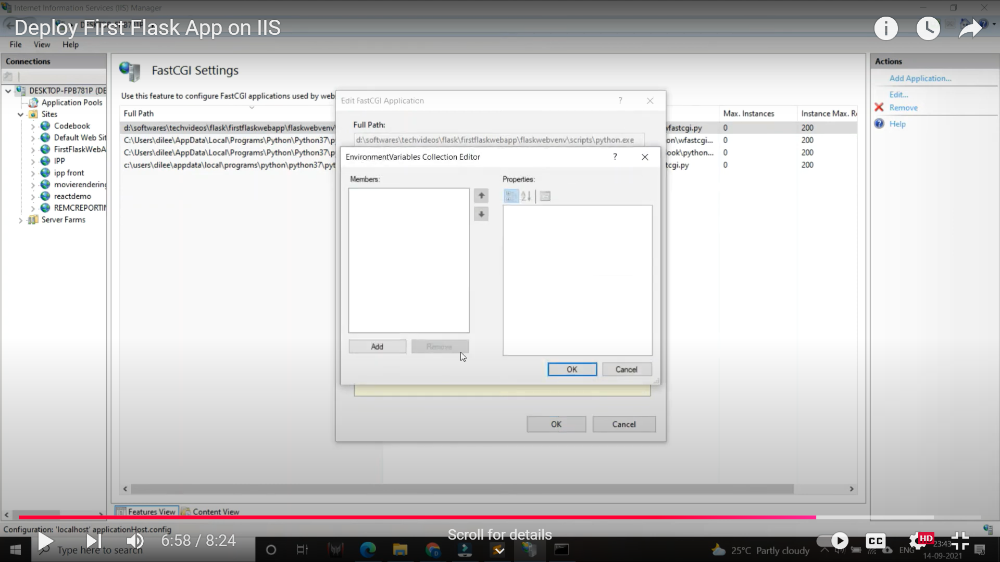 Internet Information Services (IIS) Manager
Deploy First Flask App on IIS
File View Help
Connections
DESKTOP-FPB781P (DE
Application Pools
Sites
Codebook
Default Web Sit
FirstFlaskWebA
IPP
ipp front
movierendering
reactdemo
REMCREPORTIN
Server Farms
FastCGI Settings
Use this feature to configure FastCGI applications used by web
Full Path
Max. Instances
Instance Max. Re
d:\softwares\techvideos\flask\firstflaskwebapp\flaskwebvenv\
vfastcgi.py
0
200
C:\Users\dilee\AppData\Local\Programs\Python\Python37\p
on\wfastcgi...
0
200
C:\Users\dilee\AppData\Local\Programs\Python\Python37\p
ook\python...
0
200
c:\users\dilee\appdata\local\programs\python\python37\pyt
tcgi.py
0
200
Edit FastCGI Application
?
Full Path:
d:\softwares\techvideos\flask\firstflaskwebapp\flaskwebvenv\scripts\python.exe
EnvironmentVariables Collection Editor
?
Members:
Properties:
Add
Remove
OK
Cancel
OK
Cancel
Actions
Add Application...
Edit...
Remove
Help
Features View
Content View
Configuration: 'localhost' applicationHost.config
6:58 / 8:24
Scroll for details
CC
HD
Type here to search
25°C Partly cloudy
ENG
23:43
14-09-2021